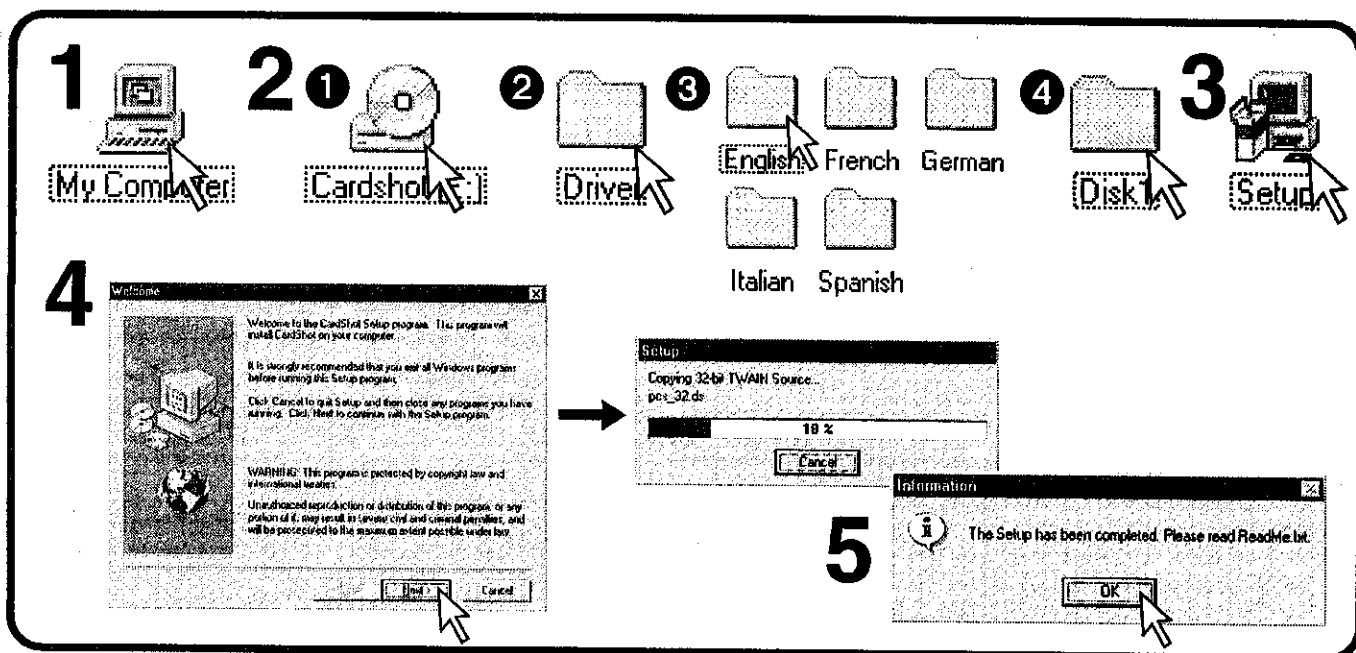 1
My Computer
2
❶
Cardshot
❷
Driver
❸
English French German
Italian Spanish
❹
Disk1
3
Setup
4
Welcome
Welcome to the CardShot Setup program. This program will
install CardShot on your computer.
It is strongly recommended that you exit all Windows programs
before running this Setup program.
Click Cancel to quit Setup and then close any programs you have
running. Click Next to continue with the Setup program.
WARNING: This program is protected by copyright law and
international treaties.
Unauthorized reproduction or distribution of this program, or any
portion of it, may result in severe civil and criminal penalties, and
will be prosecuted to the maximum extent possible under law.
Next >
Cancel
Setup
Copying 32-bit TWAIN Source...
pcs_32.ds
18 %
Cancel
5
Information
The Setup has been completed. Please read ReadMe.txt.
OK